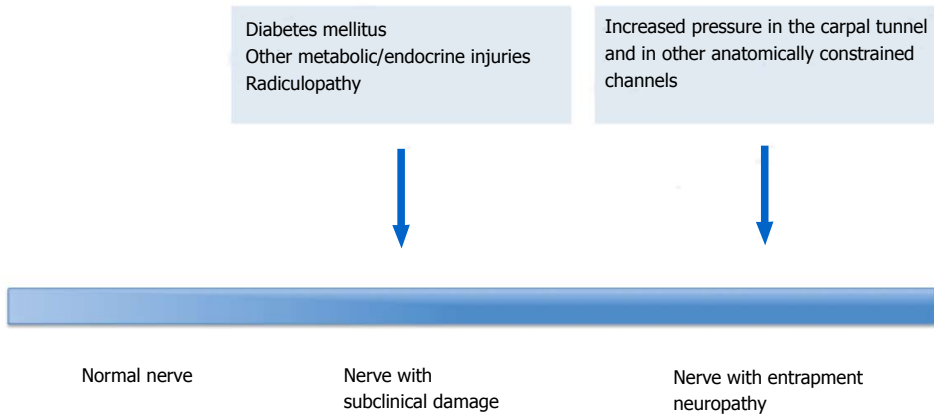 Diabetes mellitus
Other metabolic/endocrine injuries
Radiculopathy
Increased pressure in the carpal tunnel
and in other anatomically constrained
channels
Normal nerve
Nerve with
subclinical damage
Nerve with entrapment
neuropathy